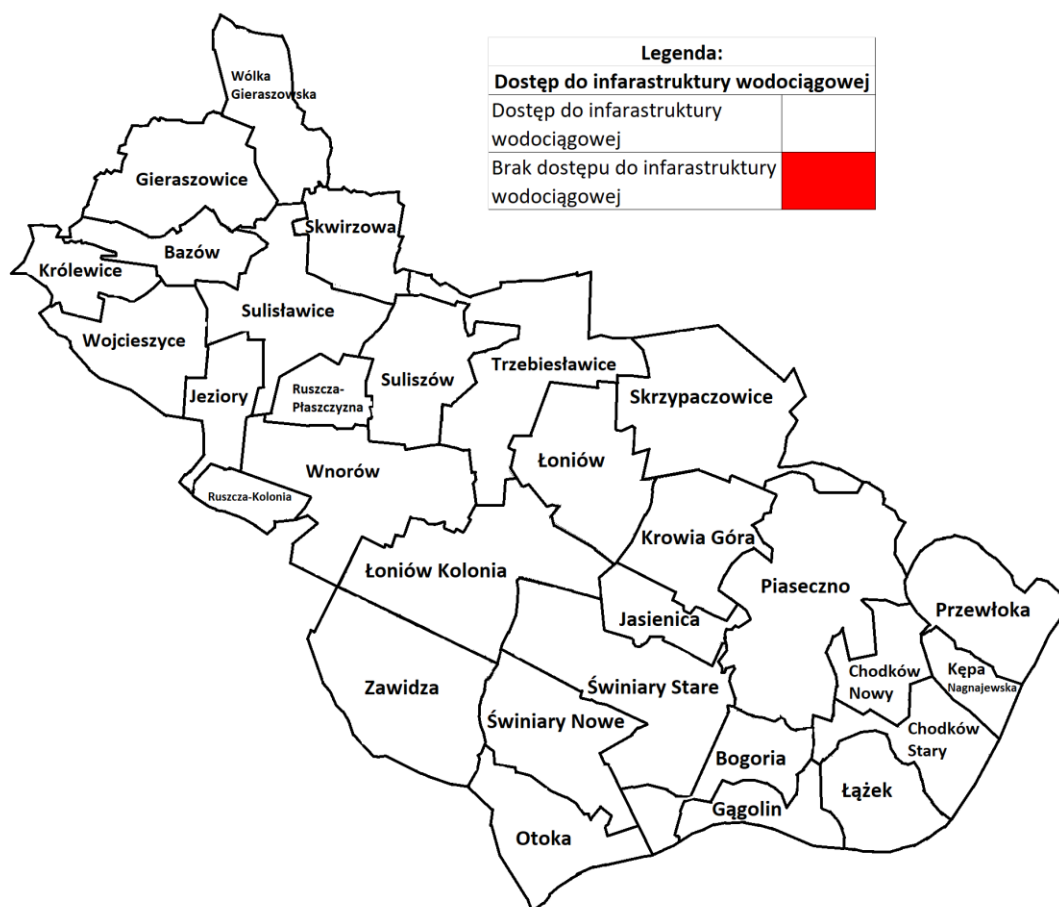 Legenda:
Dostęp do infarastruktury wodociągowej
Dostęp do infarastruktury
wodociągowej
Brak dostępu do infarastruktury
wodociągowej
Wólka
Gieraszowska
Gieraszowice
Skwirzowa
Bazów
Królewice
Sulisławice
Wojcieszyce
Trzebiesławice
Suliszów
Ruszcza-
Płaszczyzna
Jeziory
Skrzypaczowice
Łoniów
Wnorów
Ruszcza-Kolonia
Krowia Góra
Łoniów Kolonia
Piaseczno
Przewłoka
Jasienica
Chodków
Nowy
Kępa
Nagnajewska
Zawidza
Świniary Stare
Świniary Nowe
Chodków
Stary
Bogoria
Łążek
Gągolin
Otoka